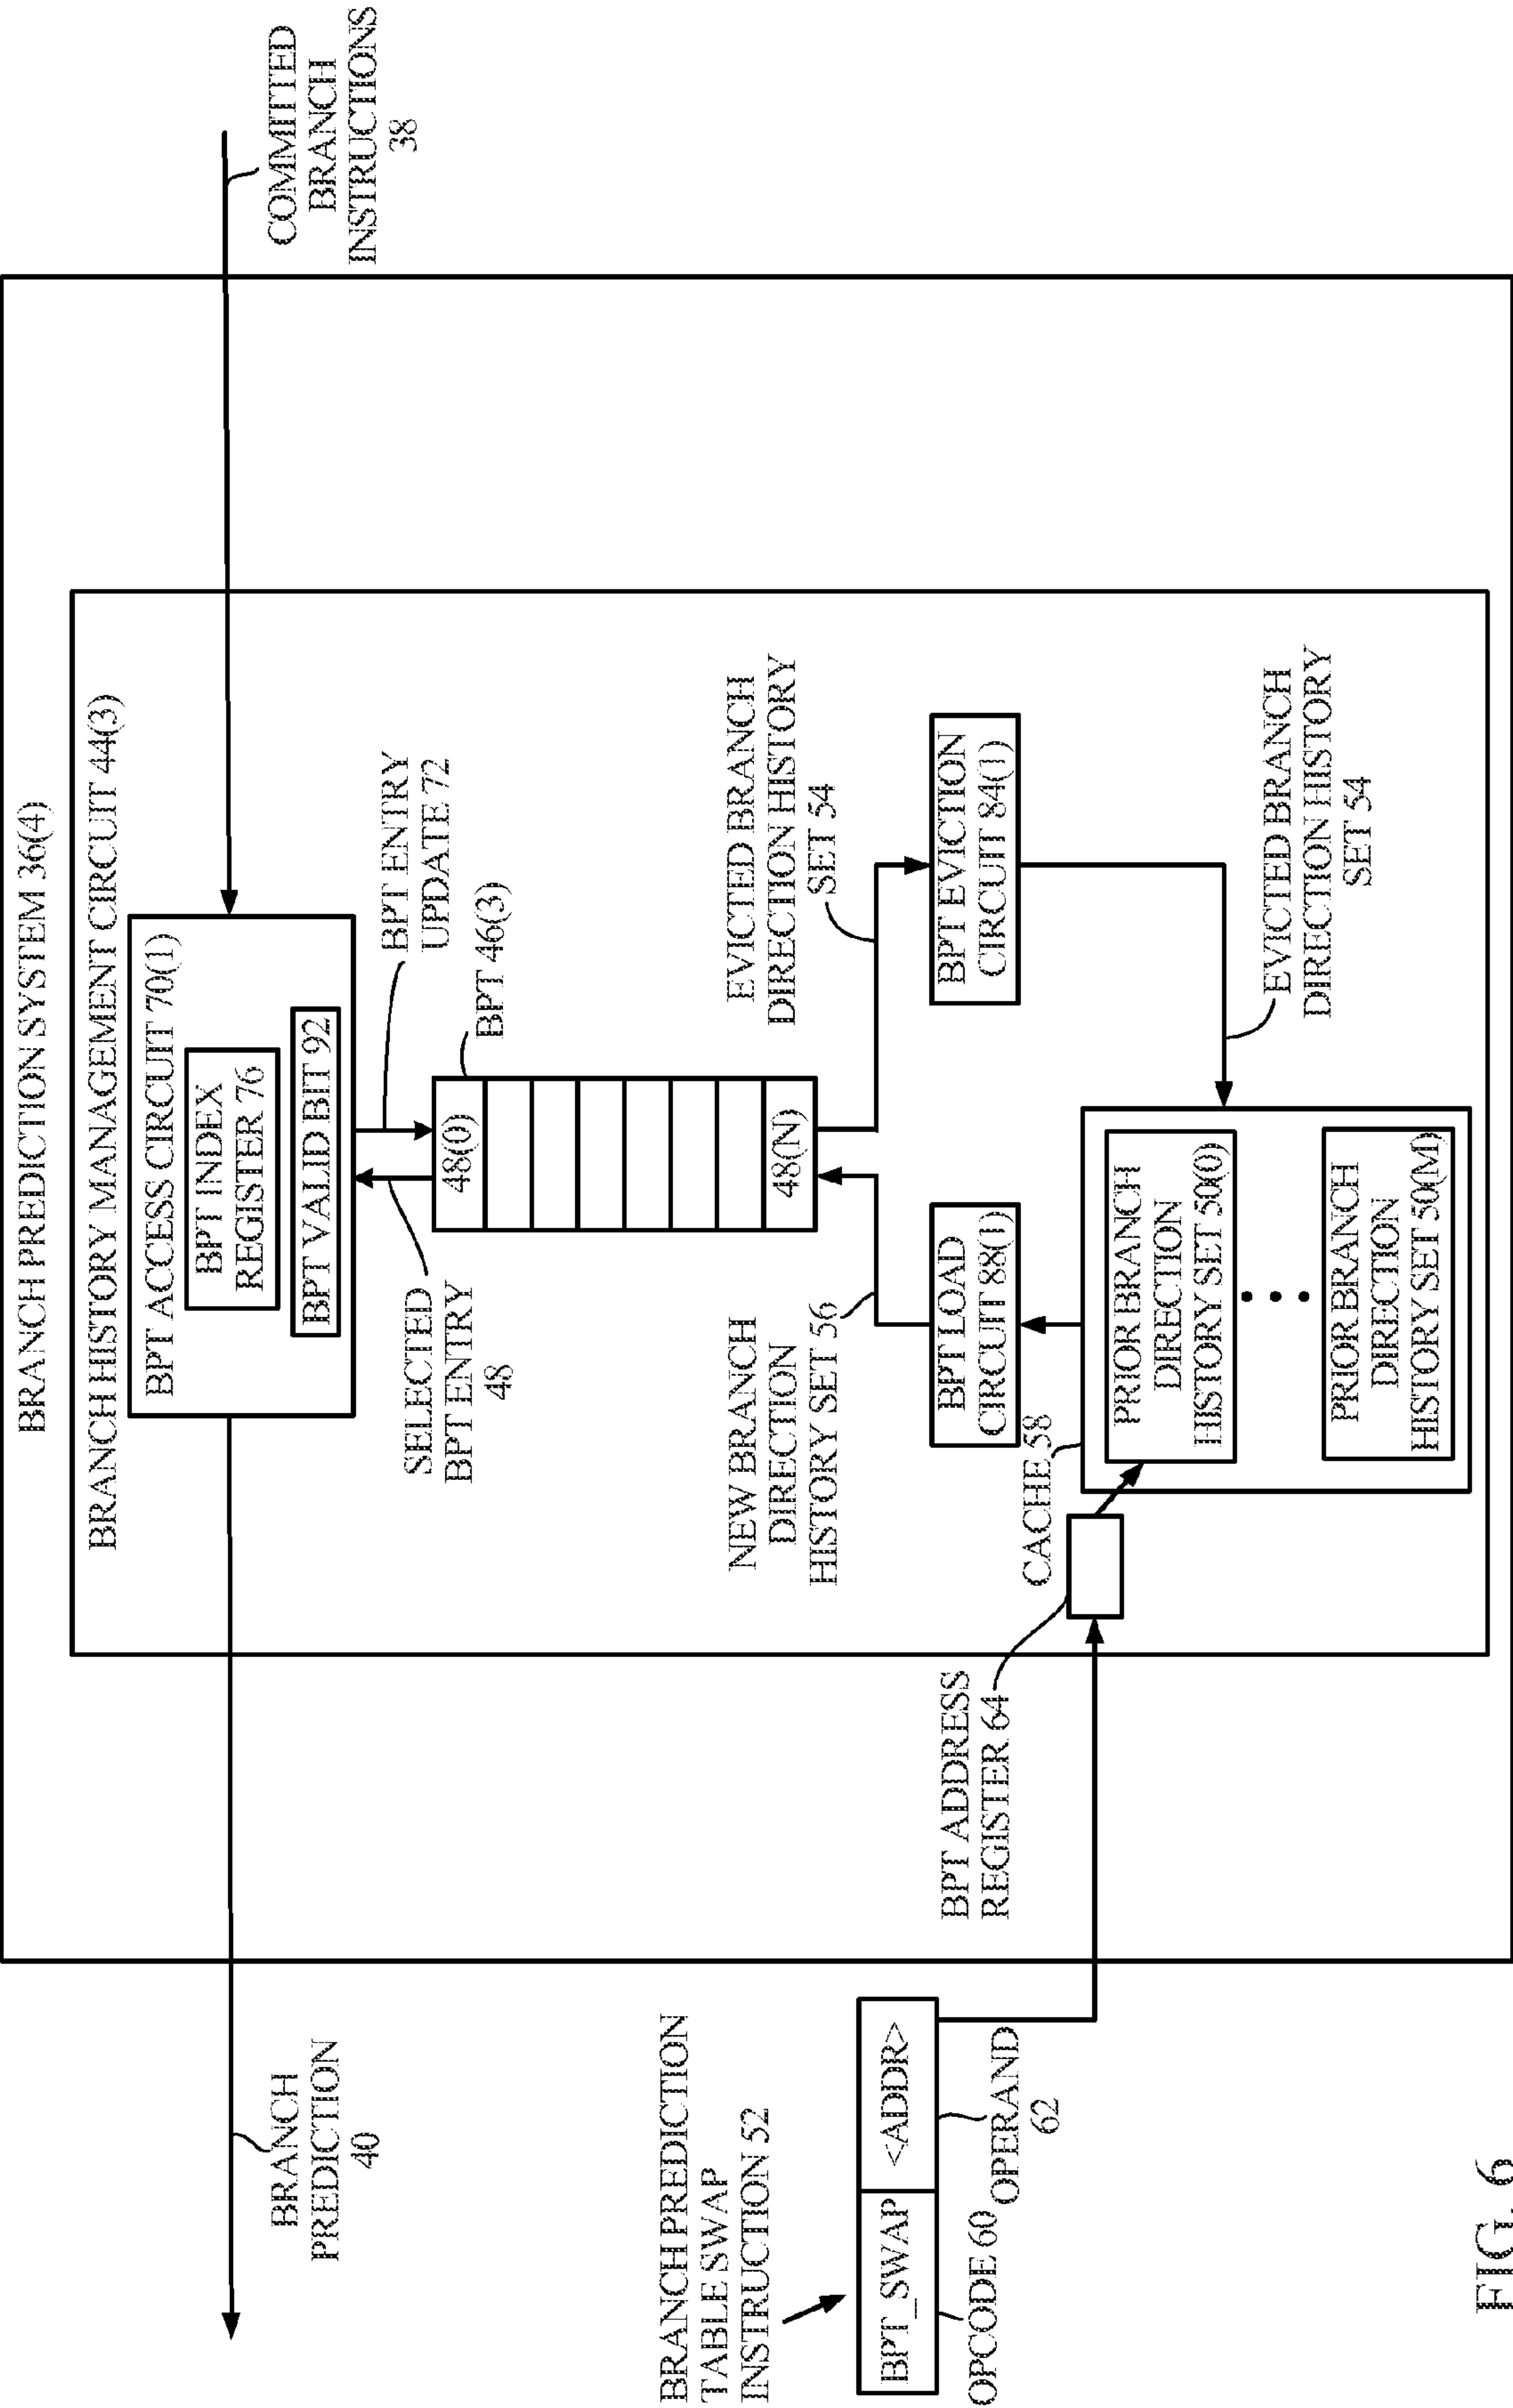 BRANCH PREDICTION SYSTEM 36(4)
BRANCH HISTORY MANAGEMENT CIRCUIT 44(3)
BRANCH
PREDICTION
40
BPT ACCESS CIRCUIT 70(1)
BPT INDEX
REGISTER 76
BPT VALID BIT 92
COMMITTED
BRANCH
INSTRUCTIONS
38
SELECTED
BPT ENTRY
48
BPT ENTRY
UPDATE 72
48(0)
BPT 46(3)
48(N)
BRANCH PREDICTION
TABLE SWAP
INSTRUCTION 52
BPT_SWAP
<ADDR>
OPCODE 60
OPERAND
62
NEW BRANCH
DIRECTION
HISTORY SET 56
EVICTED BRANCH
DIRECTION HISTORY
SET 54
BPT LOAD
CIRCUIT 88(1)
BPT EVICTION
CIRCUIT 84(1)
BPT ADDRESS
REGISTER 64
CACHE 58
PRIOR BRANCH
DIRECTION
HISTORY SET 50(0)
PRIOR BRANCH
DIRECTION
HISTORY SET 50(M)
EVICTED BRANCH
DIRECTION HISTORY
SET 54
FIG. 6